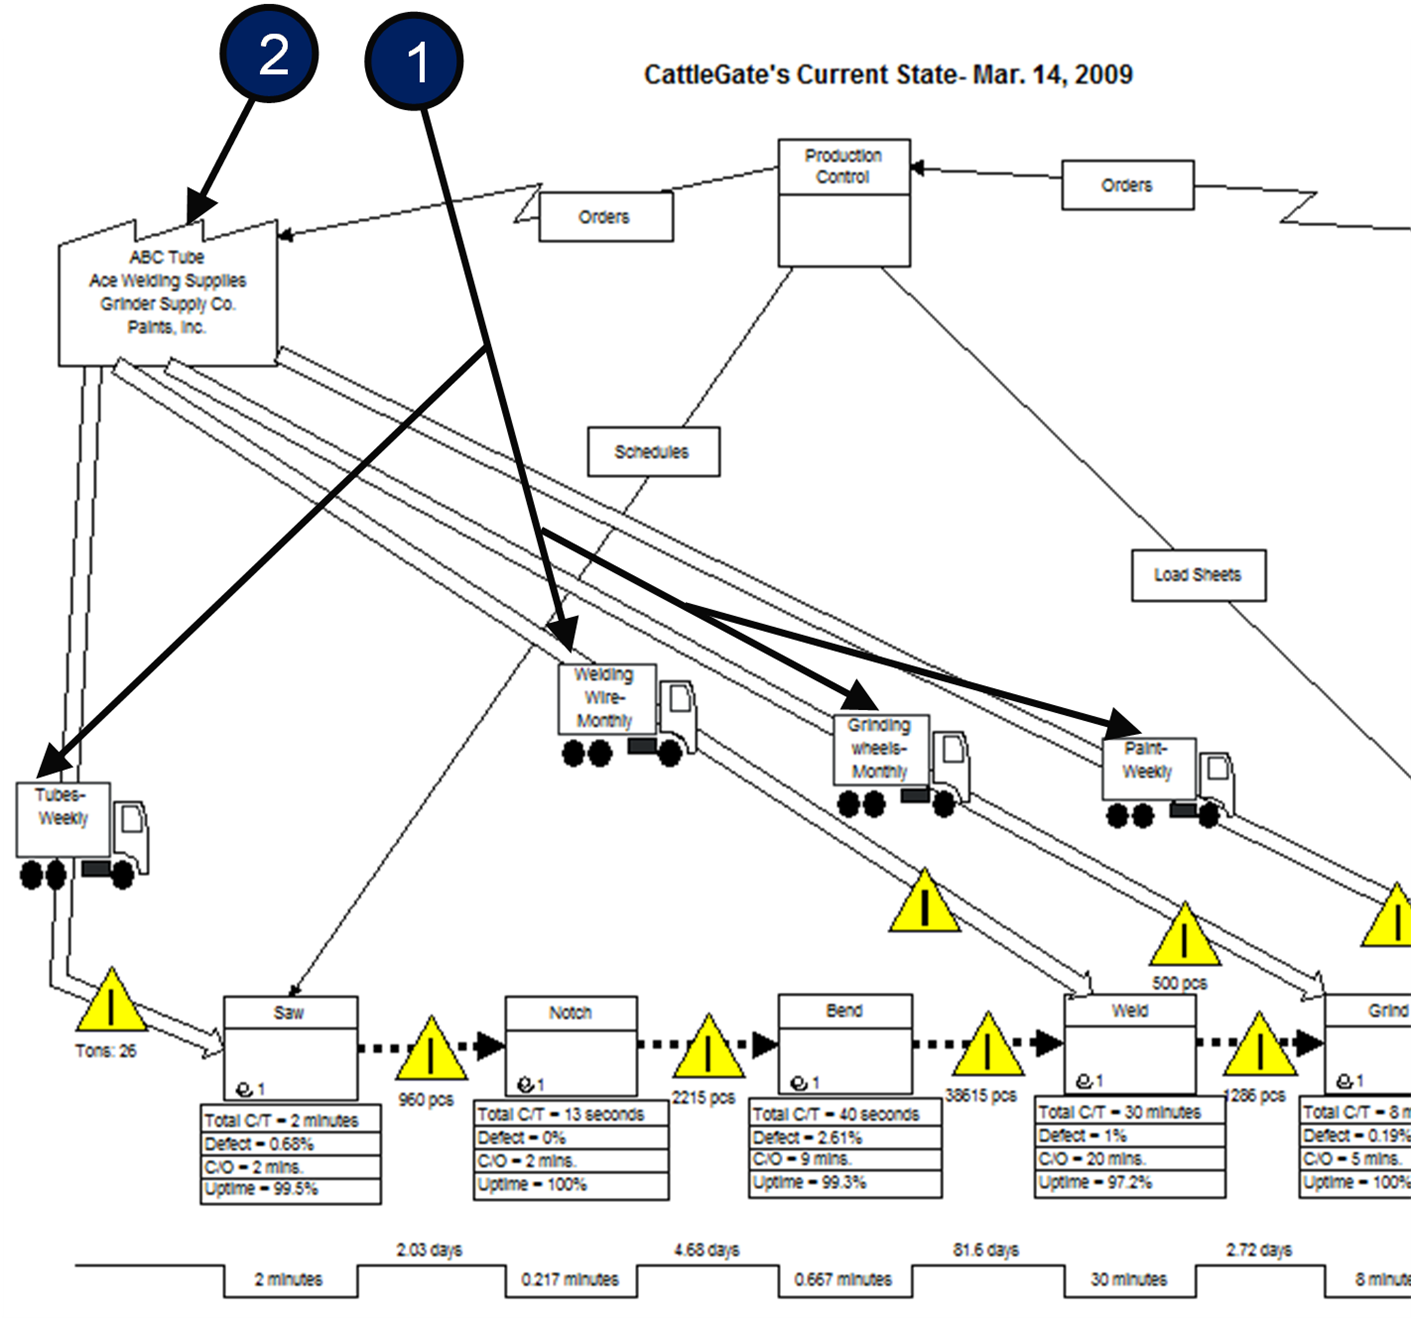 2
1
CattleGate's Current State- Mar. 14, 2009
Production
Control
Orders
Orders
ABC Tube
Ace Welding Supplies
Grinder Supply Co.
Paints, Inc.
Schedules
Load Sheets
Welding
Wire-
Monthly
Grinding
wheels-
Monthly
Paint-
Weekly
Tubes-
Weekly
I
I
I
I
Tons: 26
500 pcs
Saw
Notch
Bend
Weld
Grind
I
I
I
I
960 pcs
2215 pcs
38615 pcs
1286 pcs
1
1
1
1
1
Total C/T = 2 minutes
Defect = 0.68%
C/O = 2 mins.
Uptime = 99.5%
Total C/T = 13 seconds
Defect = 0%
C/O = 2 mins.
Uptime = 100%
Total C/T = 40 seconds
Defect = 2.61%
C/O = 9 mins.
Uptime = 99.3%
Total C/T = 30 minutes
Defect = 1%
C/O = 20 mins.
Uptime = 97.2%
Total C/T = 8 m
Defect = 0.19%
C/O = 5 mins.
Uptime = 100%
2.03 days
4.68 days
81.6 days
2.72 days
2 minutes
0.217 minutes
0.667 minutes
30 minutes
8 minute